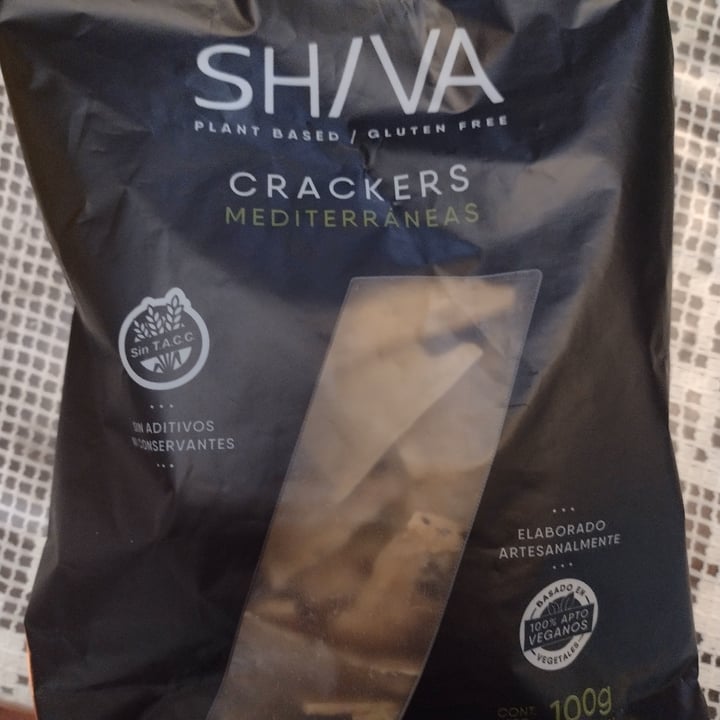 SHIVA
PLANT BASED / GLUTEN FREE
CRACKERS
MEDITERRÁNEAS
Sin T.A.C.C.
SIN ADITIVOS
NI CONSERVANTES
ELABORADO
ARTESANALMENTE
BASADO EN
100% APTO
VEGANOS
VEGETALES
CONT.
100g